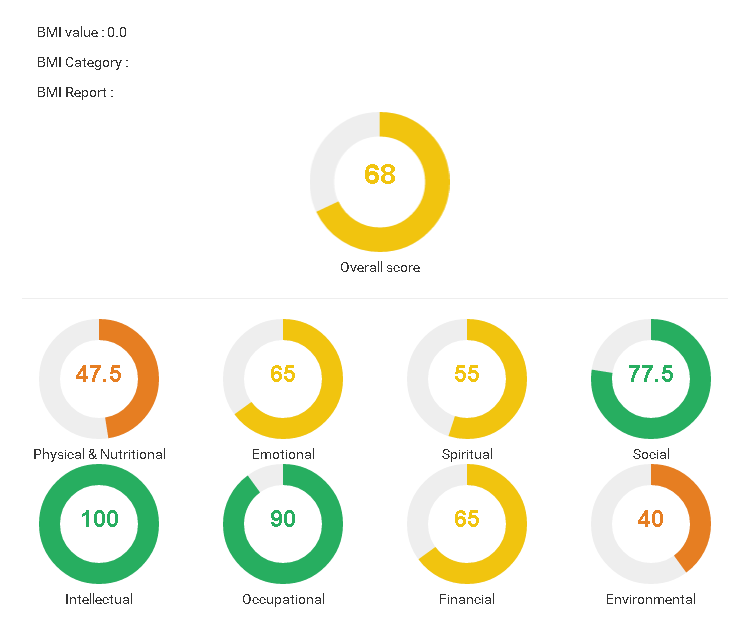 BMI value : 0.0
BMI Category :
BMI Report :
68
Overall score
47.5
65
55
77.5
Physical & Nutritional
Emotional
Spiritual
Social
100
90
65
40
Intellectual
Occupational
Financial
Environmental